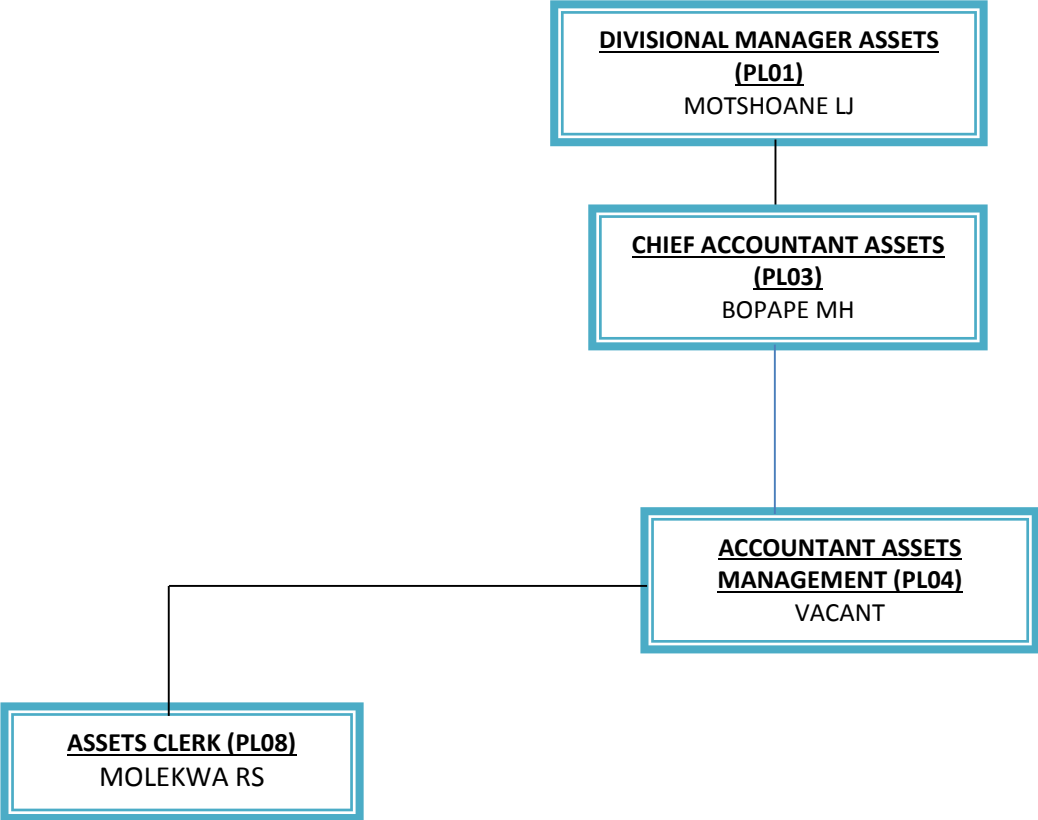 DIVISIONAL MANAGER ASSETS
(PL01)
MOTSHOANE LJ
CHIEF ACCOUNTANT ASSETS
(PL03)
BOPAPE MH
ACCOUNTANT ASSETS
MANAGEMENT (PL04)
VACANT
ASSETS CLERK (PL08)
MOLEKWA RS